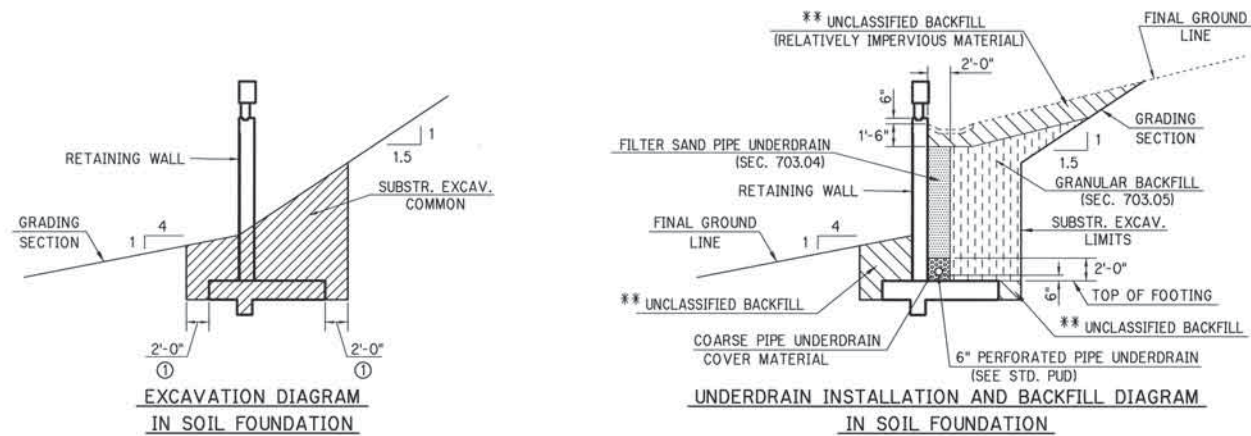 RETAINING WALL
1
1.5
SUBSTR. EXCAV.
COMMON
GRADING
SECTION
4
1
2'-0"
①
2'-0"
①
EXCAVATION DIAGRAM
IN SOIL FOUNDATION
** UNCLASSIFIED BACKFILL
(RELATIVELY IMPERVIOUS MATERIAL)
FINAL GROUND
LINE
2'-0"
6"
1'-6"
GRADING
SECTION
FILTER SAND PIPE UNDERDRAIN
(SEC. 703.04)
1
1.5
RETAINING WALL
GRANULAR BACKFILL
(SEC. 703.05)
FINAL GROUND
LINE
4
1
SUBSTR. EXCAV.
LIMITS
2'-0"
6"
TOP OF FOOTING
** UNCLASSIFIED BACKFILL
** UNCLASSIFIED BACKFILL
COARSE PIPE UNDERDRAIN
COVER MATERIAL
6" PERFORATED PIPE UNDERDRAIN
(SEE STD. PUD)
UNDERDRAIN INSTALLATION AND BACKFILL DIAGRAM
IN SOIL FOUNDATION